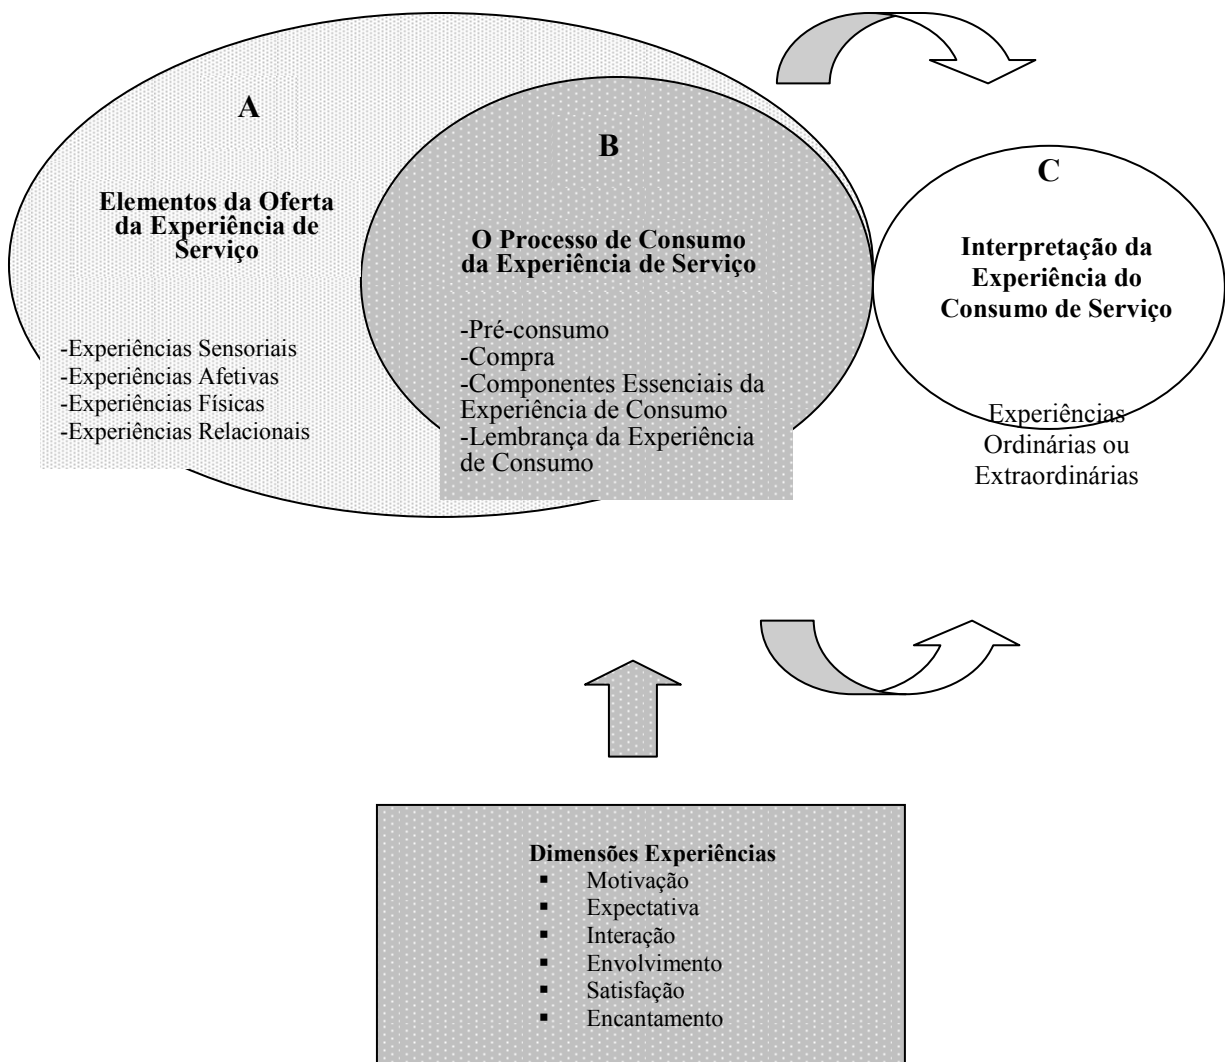 A
Elementos da Oferta
da Experiência de
Serviço
-Experiências Sensoriais
-Experiências Afetivas
-Experiências Físicas
-Experiências Relacionais
B
O Processo de Consumo
da Experiência de Serviço
-Pré-consumo
-Compra
-Componentes Essenciais da
Experiência de Consumo
-Lembrança da Experiência
de Consumo
C
Interpretação da
Experiência do
Consumo de Serviço
Experiências
Ordinárias ou
Extraordinárias
Dimensões Experiências
▪ Motivação
▪ Expectativa
▪ Interação
▪ Envolvimento
▪ Satisfação
▪ Encantamento